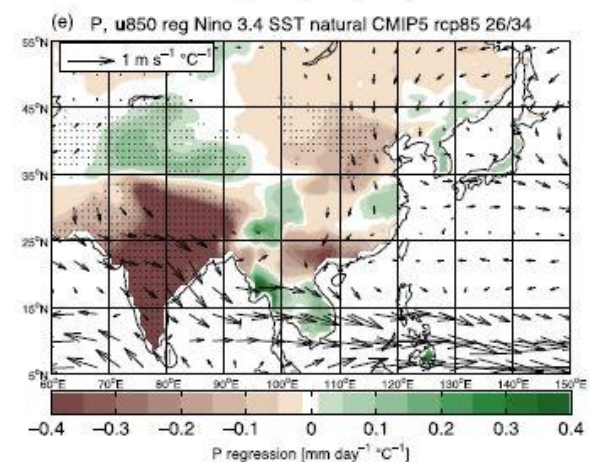 (e) P, u850 reg Nino 3.4 SST natural CMIP5 rcp85 26/34
1 m s⁻¹ °C⁻¹
55°N
45°N
35°N
25°N
15°N
5°N
60°E 70°E 80°E 90°E 100°E 110°E 120°E 130°E 140°E 150°E
−0.4 −0.3 −0.2 −0.1 0 0.1 0.2 0.3 0.4
P regression [mm day⁻¹ °C⁻¹]